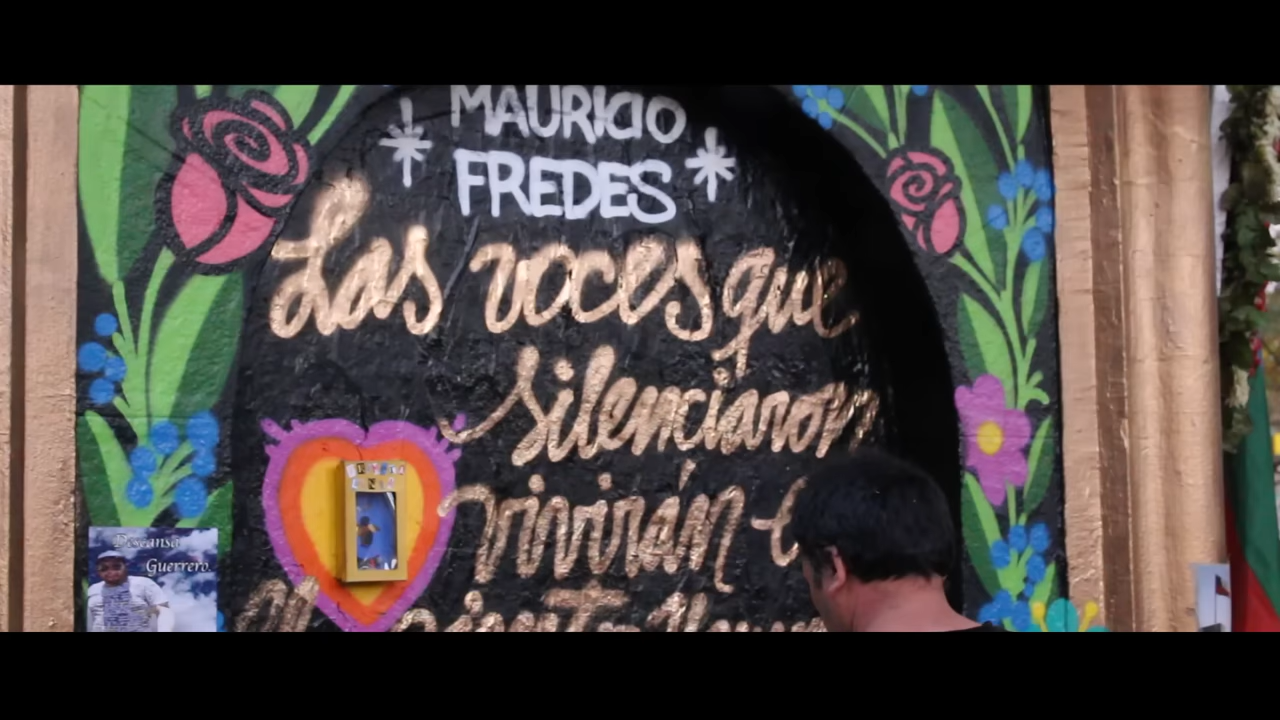 MAURICIO
FREDES
Las voces que
silenciaron
vivirán
Descansa
Guerrero